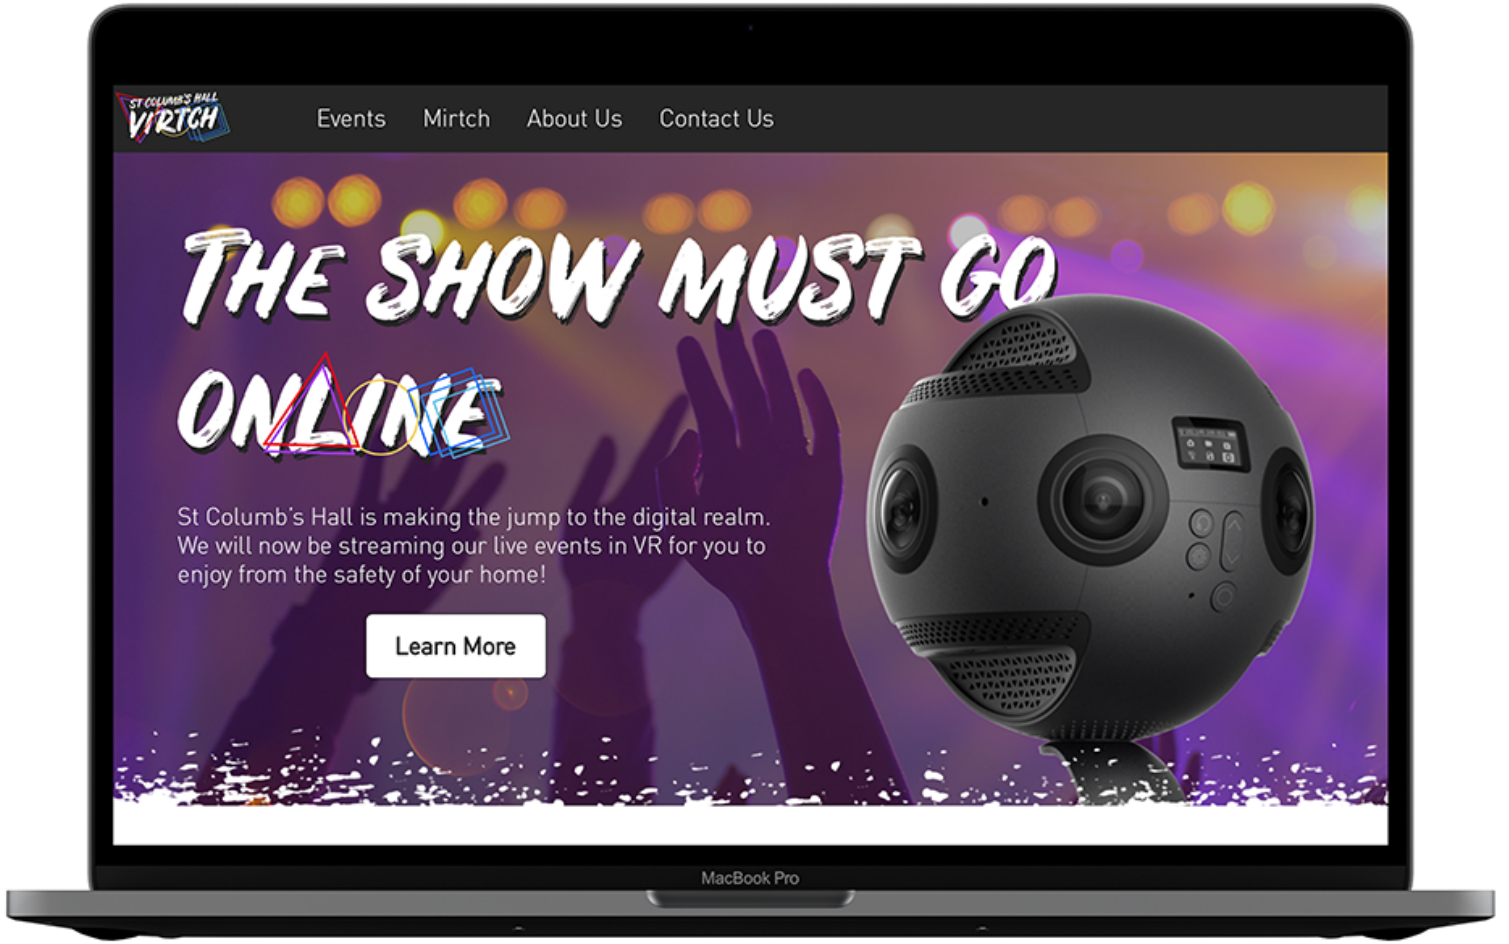 ST COLUMB'S HALL
VIRTCH
Events Mirtch About Us Contact Us
THE SHOW MUST GO
ONLINE
St Columb's Hall is making the jump to the digital realm.
We will now be streaming our live events in VR for you to
enjoy from the safety of your home!
Learn More
MacBook Pro